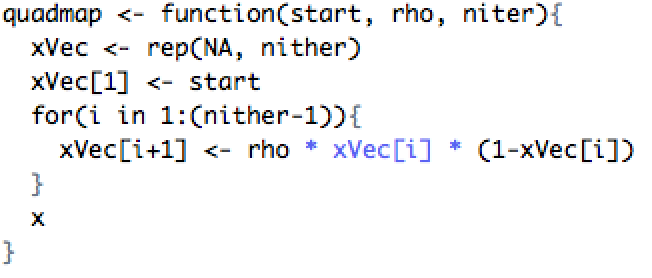 quadmap <- function(start, rho, niter){
  xVec <- rep(NA, nither)
  xVec[1] <- start
  for(i in 1:(nither-1)){
    xVec[i+1] <- rho * xVec[i] * (1-xVec[i])
  }
  x
}